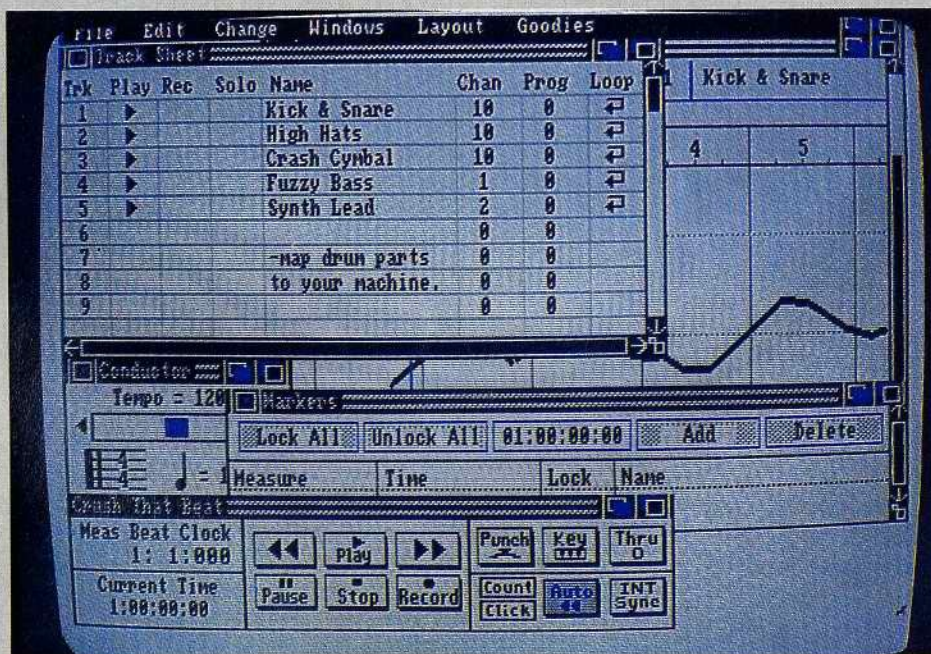 File Edit Change Windows Layout Goodies
Track Sheet
Trk Play Rec Solo Name Chan Prog Loop
1 Kick & Snare 10 0
2 High Hats 10 0
3 Crash Cymbal 10 0
4 Fuzzy Bass 1 0
5 Synth Lead 2 0
6 0 0
7 -map drum parts 0 0
8 to your machine. 0 0
9 0 0
1 Kick & Snare
4 5
Conductor
Tempo = 120
4
4 = 1
Markers
Lock All Unlock All 01:00:00:00 Add Delete
Measure Time Lock Name
Crash that Beat
Meas Beat Clock
1: 1:000
Current Time
1:00:00:00
Play
Pause Stop Record
Punch Key Thru
Count Auto INT
Click Sync